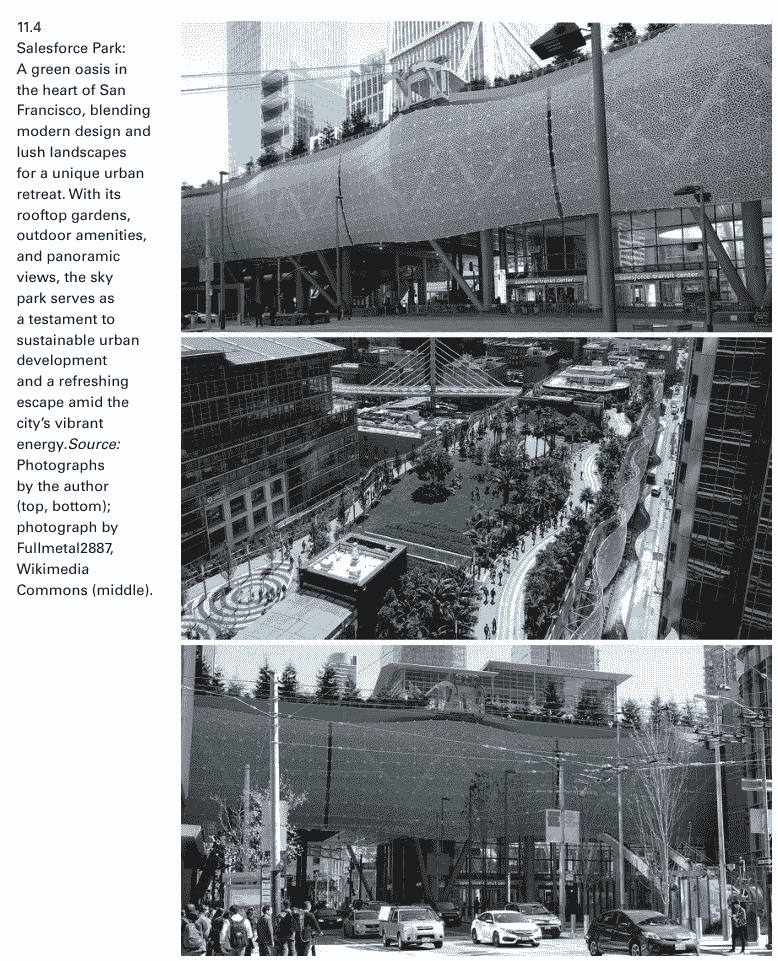 11.4
Salesforce Park:
A green oasis in
the heart of San
Francisco, blending
modern design and
lush landscapes
for a unique urban
retreat. With its
rooftop gardens,
outdoor amenities,
and panoramic
views, the sky
park serves as
a testament to
sustainable urban
development
and a refreshing
escape amid the
city's vibrant
energy.Source:
Photographs
by the author
(top, bottom);
photograph by
Fullmetal2887,
Wikimedia
Commons (middle).
salesforce transit center
salesforce transit center